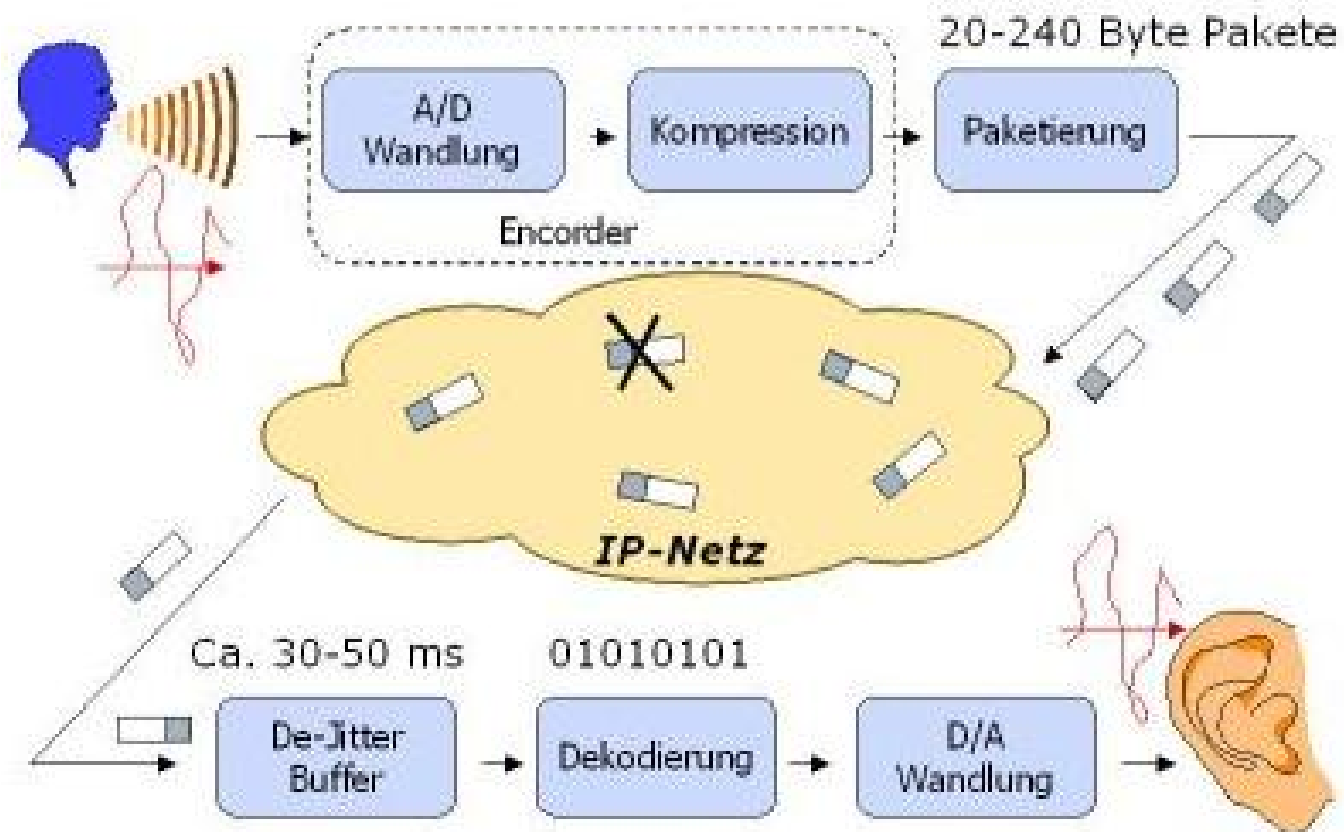 20-240 Byte Pakete
A/D
Wandlung
Kompression
Paketierung
Encorder
IP-Netz
Ca. 30-50 ms
01010101
De-Jitter
Buffer
Dekodierung
D/A
Wandlung